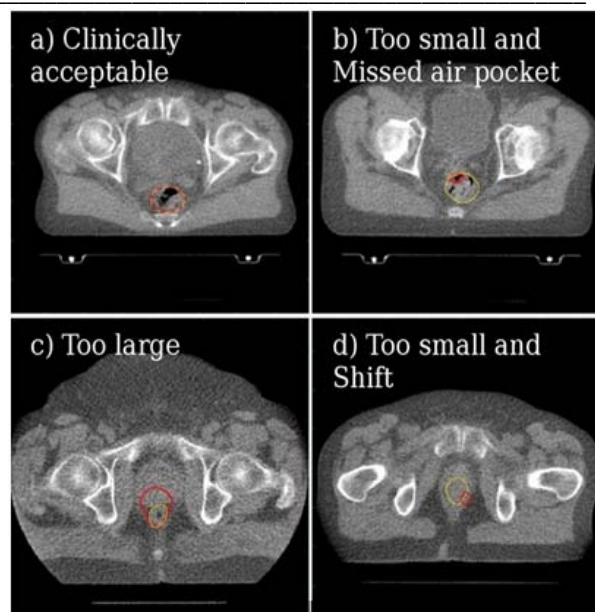 a) Clinically
acceptable
b) Too small and
Missed air pocket
c) Too large
d) Too small and
Shift